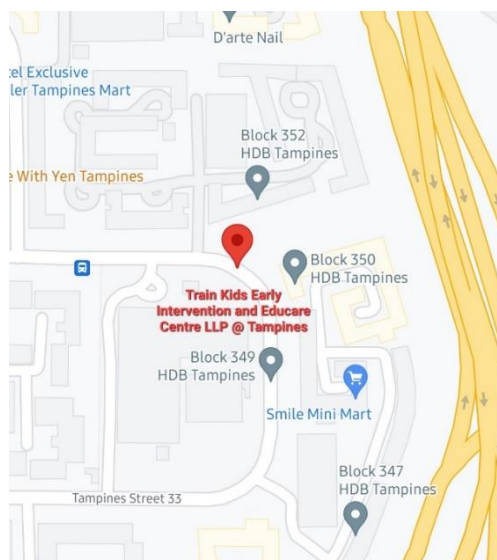 D'arte Nail
tel Exclusive
ler Tampines Mart
Block 352
HDB Tampines
e With Yen Tampines
Block 350
HDB Tampines
Train Kids Early
Intervention and Educare
Centre LLP @ Tampines
Block 349
HDB Tampines
Smile Mini Mart
Block 347
HDB Tampines
Tampines Street 33